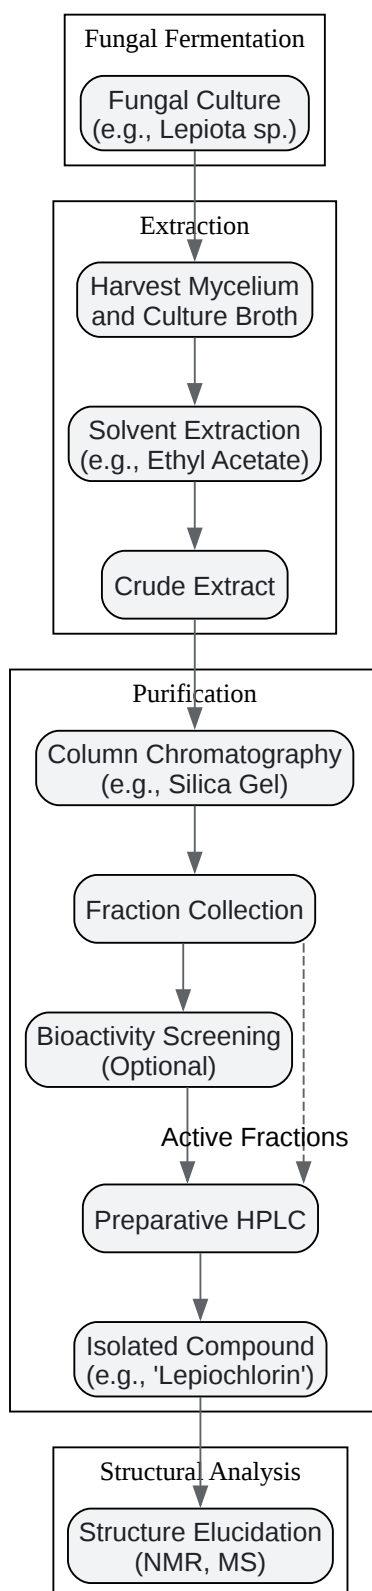 Fungal Fermentation
Fungal Culture
(e.g., Lepiota sp.)
Extraction
Harvest Mycelium
and Culture Broth
Solvent Extraction
(e.g., Ethyl Acetate)
Crude Extract
Purification
Column Chromatography
(e.g., Silica Gel)
Fraction Collection
Bioactivity Screening
(Optional)
Active Fractions
Preparative HPLC
Isolated Compound
(e.g., 'Lepiochlorin')
Structural Analysis
Structure Elucidation
(NMR, MS)